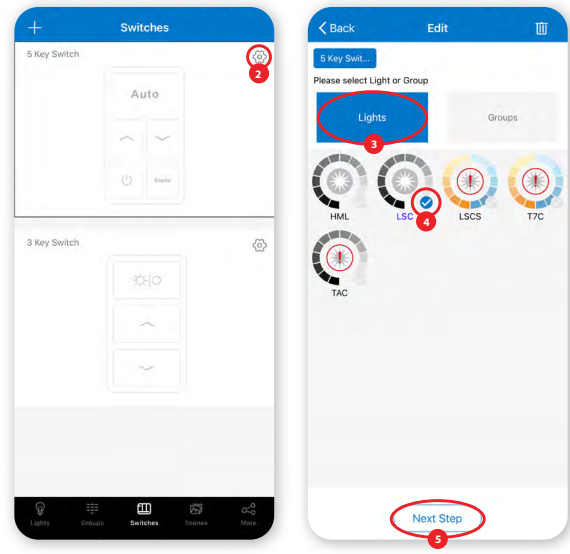 Switches
5 Key Switch
2
Auto
Scene
3 Key Switch
Lights
Groups
Switches
Scenes
More
Back
Edit
5 Key Swit...
Please select Light or Group
Lights
Groups
3
HML
LSC
4
LSCS
T7C
TAC
Next Step
5